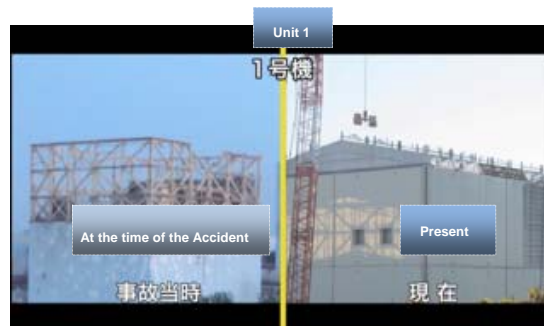 Unit 1
1号機
At the time of the Accident
Present
事故当時
現在